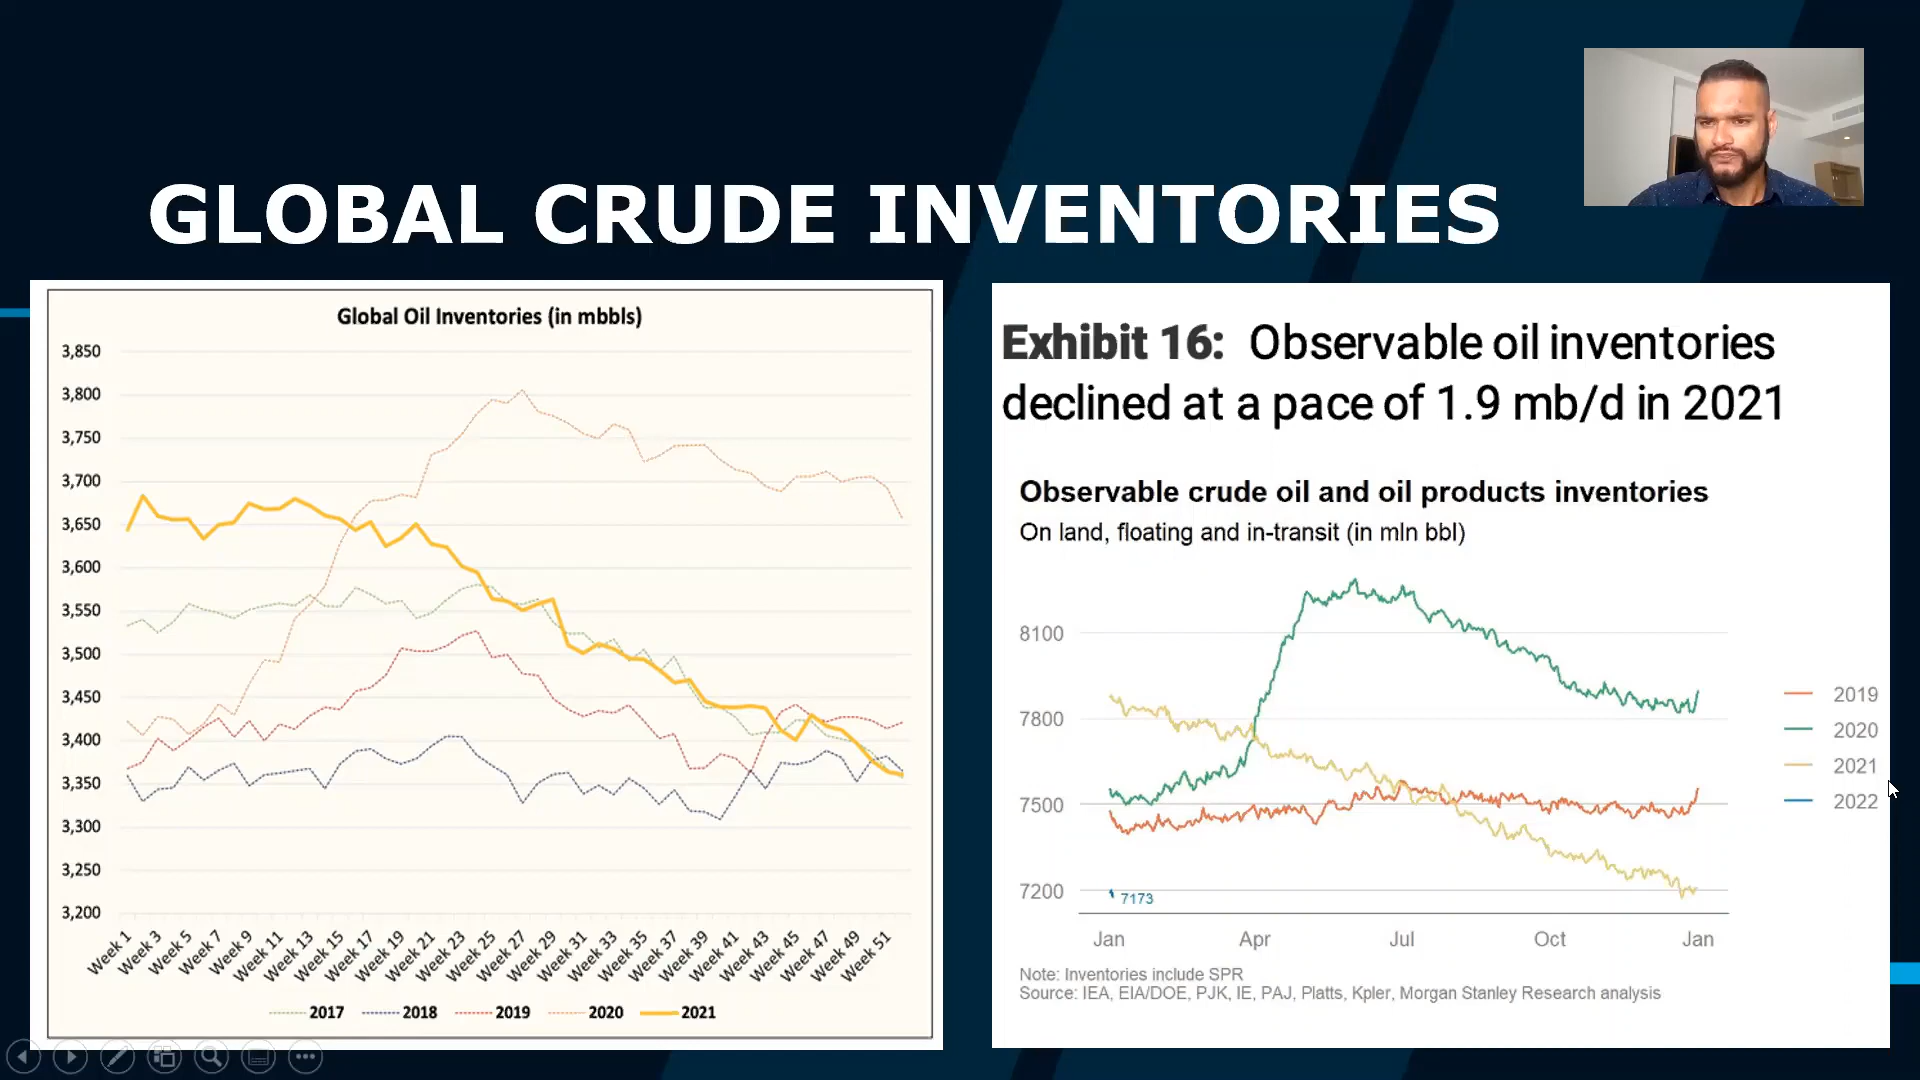 GLOBAL CRUDE INVENTORIES
Global Oil Inventories (in mbbls)
3,850
3,800
3,750
3,700
3,650
3,600
3,550
3,500
3,450
3,400
3,350
3,300
3,250
3,200
Week 1
Week 3
Week 5
Week 7
Week 9
Week 11
Week 13
Week 15
Week 17
Week 19
Week 21
Week 23
Week 25
Week 27
Week 29
Week 31
Week 33
Week 35
Week 37
Week 39
Week 41
Week 43
Week 45
Week 47
Week 49
Week 51
2017 2018 2019 2020 2021
Exhibit 16: Observable oil inventories
declined at a pace of 1.9 mb/d in 2021
Observable crude oil and oil products inventories
On land, floating and in-transit (in mln bbl)
8100
7800
7500
7200
7173
Jan Apr Jul Oct Jan
2019
2020
2021
2022
Note: Inventories include SPR
Source: IEA, EIA/DOE, PJK, IE, PAJ, Platts, Kpler, Morgan Stanley Research analysis